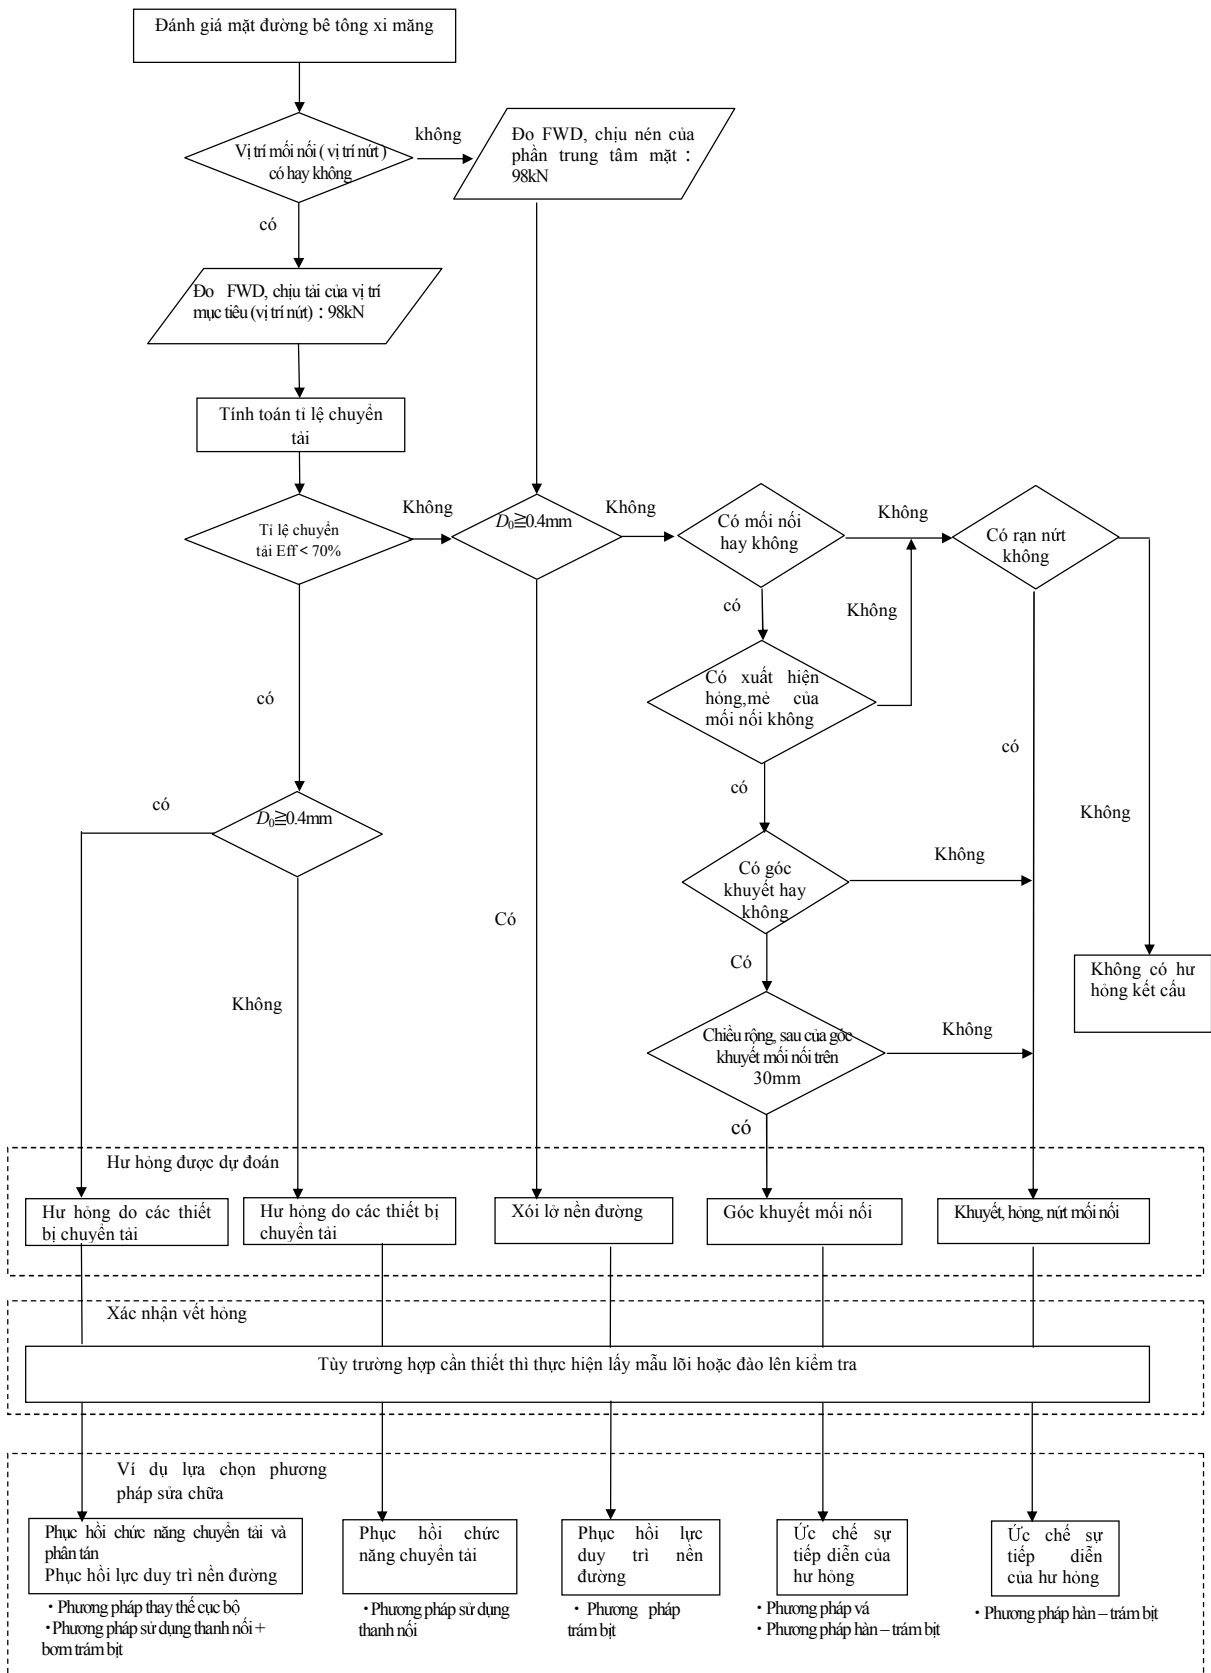 Đánh giá mặt đường bê tông xi măng
không
Vị trí mối nối ( vị trí nứt )
có hay không
Đo FWD, chịu nén của
phần trung tâm mặt :
98kN
có
Đo FWD, chịu tải của vị trí
mục tiêu (vị trí nứt) : 98kN
Tính toán tỉ lệ chuyển
tải
Tỉ lệ chuyển
tải Eff < 70%
Không
D0≧0.4mm
Không
Có mối nối
hay không
Không
Có rạn nứt
không
có
Không
Có xuất hiện
hỏng,mẻ của
mối nối không
có
có
có
Không
có
D0≧0.4mm
Có góc
khuyết hay
không
Không
Có
Có
Không
Không có hư
hỏng kết cấu
Chiều rộng, sau của góc
khuyết mối nối trên
30mm
Không
có
Hư hỏng được dự đoán
Hư hỏng do các thiết
bị chuyển tải
Hư hỏng do các thiết bị
chuyển tải
Xói lở nền đường
Góc khuyết mối nối
Khuyết, hỏng, nứt mối nối
Xác nhận vết hỏng
Tùy trường hợp cần thiết thì thực hiện lấy mẫu lõi hoặc đào lên kiểm tra
Ví dụ lựa chọn phương
pháp sửa chữa
Phục hồi chức năng chuyển tải và
phân tán
Phục hồi lực duy trì nền đường
・Phương pháp thay thế cục bộ
・Phương pháp sử dụng thanh nối +
bơm trám bịt
Phục hồi chức
năng chuyển tải
・Phương pháp sử dụng
thanh nối
Phục hồi lực
duy trì nền
đường
・Phương pháp
trám bịt
Ức chế sự
tiếp diễn của
hư hỏng
・Phương pháp vá
・Phương pháp hàn – trám bịt
Ức chế sự
tiếp diễn
của hư hỏng
・Phương pháp hàn – trám bịt